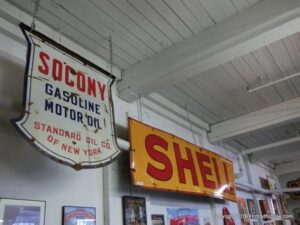 SOCONY
GASOLINE
MOTOR OIL
STANDARD OIL CO.
OF NEW YORK
SHELL